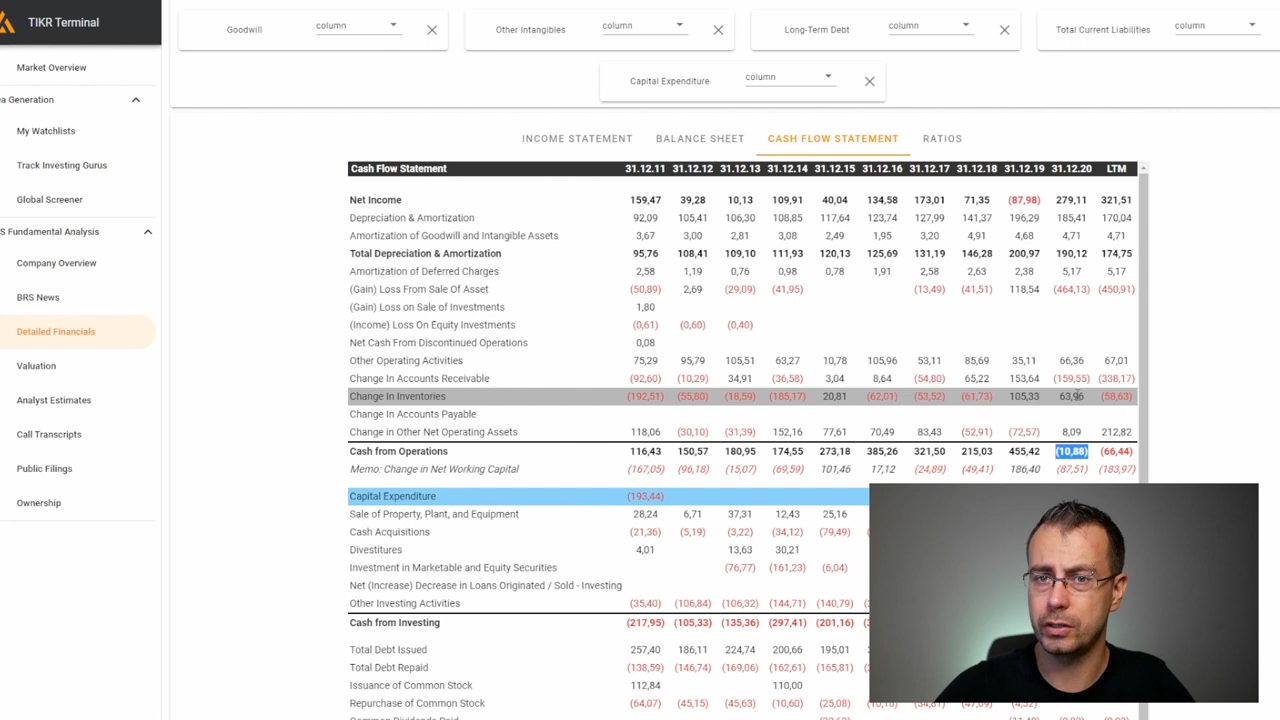 TIKR Terminal
Goodwill column
Other Intangibles column
Long-Term Debt column
Total Current Liabilities column
Capital Expenditure column
Market Overview
ea Generation
My Watchlists
Track Investing Gurus
Global Screener
S Fundamental Analysis
Company Overview
BRS News
Detailed Financials
Valuation
Analyst Estimates
Call Transcripts
Public Filings
Ownership
INCOME STATEMENT BALANCE SHEET CASH FLOW STATEMENT RATIOS
Cash Flow Statement 31.12.11 31.12.12 31.12.13 31.12.14 31.12.15 31.12.16 31.12.17 31.12.18 31.12.19 31.12.20 LTM
Net Income 159,47 39,28 10,13 109,91 40,04 134,58 173,01 71,35 (87,98) 279,11 321,51
Depreciation & Amortization 92,09 105,41 106,30 108,85 117,64 123,74 127,99 141,37 196,29 185,41 170,04
Amortization of Goodwill and Intangible Assets 3,67 3,00 2,81 3,08 2,49 1,95 3,20 4,91 4,68 4,71 4,71
Total Depreciation & Amortization 95,76 108,41 109,10 111,93 120,13 125,69 131,19 146,28 200,97 190,12 174,75
Amortization of Deferred Charges 2,58 1,19 0,76 0,98 0,78 1,91 2,58 2,63 2,38 5,17 5,17
(Gain) Loss From Sale Of Asset (50,89) 2,69 (29,09) (41,95) (13,49) (41,51) 118,54 (464,13) (450,91)
(Gain) Loss on Sale of Investments 1,80
(Income) Loss On Equity Investments (0,61) (0,60) (0,40)
Net Cash From Discontinued Operations 0,08
Other Operating Activities 75,29 95,79 105,51 63,27 10,78 105,96 53,11 85,69 35,11 66,36 67,01
Change In Accounts Receivable (92,60) (10,29) 34,91 (36,58) 3,04 8,64 (54,80) 65,22 153,64 (159,55) (338,17)
Change In Inventories (192,51) (55,80) (18,59) (185,17) 20,81 (62,01) (53,52) (61,73) 105,33 63,96 (58,63)
Change In Accounts Payable
Change in Other Net Operating Assets 118,06 (30,10) (31,39) 152,16 77,61 70,49 83,43 (52,91) (72,57) 8,09 212,82
Cash from Operations 116,43 150,57 180,95 174,55 273,18 385,26 321,50 215,03 455,42 (10,88) (66,44)
Memo: Change in Net Working Capital (167,05) (96,18) (15,07) (69,59) 101,46 17,12 (24,89) (49,41) 186,40 (87,51) (183,97)
Capital Expenditure (193,44)
Sale of Property, Plant, and Equipment 28,24 6,71 37,31 12,43 25,16
Cash Acquisitions (21,36) (5,19) (3,22) (34,12) (79,49)
Divestitures 4,01 13,63 30,21
Investment in Marketable and Equity Securities (76,77) (161,23) (6,04)
Net (Increase) Decrease in Loans Originated / Sold - Investing
Other Investing Activities (35,40) (106,84) (106,32) (144,71) (140,79)
Cash from Investing (217,95) (105,33) (135,36) (297,41) (201,16)
Total Debt Issued 257,40 186,11 224,74 200,66 195,01
Total Debt Repaid (138,59) (146,74) (169,06) (162,61) (165,81)
Issuance of Common Stock 112,84 110,00
Repurchase of Common Stock (64,07) (45,15) (45,63) (10,60) (25,08)